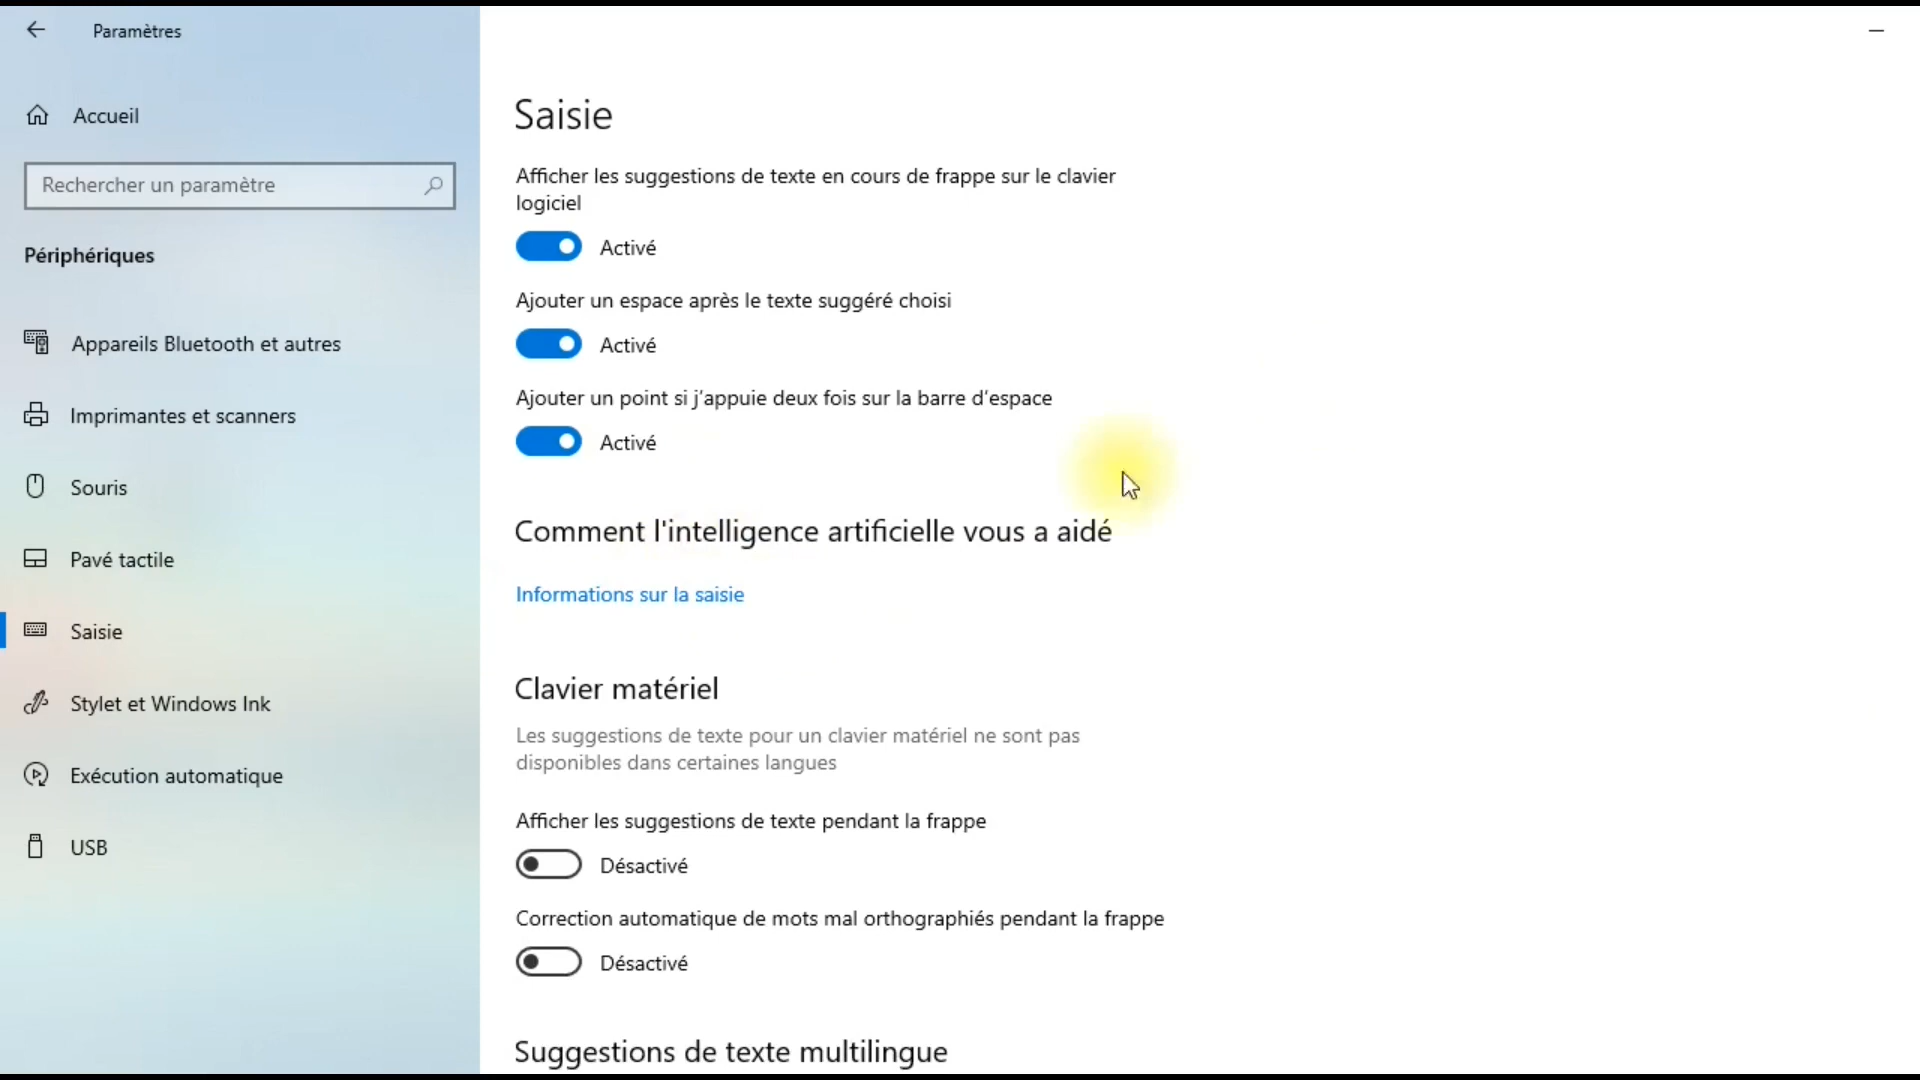 Paramètres
Accueil
Rechercher un paramètre
Périphériques
Appareils Bluetooth et autres
Imprimantes et scanners
Souris
Pavé tactile
Saisie
Stylet et Windows Ink
Exécution automatique
USB
Saisie
Afficher les suggestions de texte en cours de frappe sur le clavier
logiciel
Activé
Ajouter un espace après le texte suggéré choisi
Activé
Ajouter un point si j'appuie deux fois sur la barre d'espace
Activé
Comment l'intelligence artificielle vous a aidé
Informations sur la saisie
Clavier matériel
Les suggestions de texte pour un clavier matériel ne sont pas
disponibles dans certaines langues
Afficher les suggestions de texte pendant la frappe
Désactivé
Correction automatique de mots mal orthographiés pendant la frappe
Désactivé
Suggestions de texte multilingue